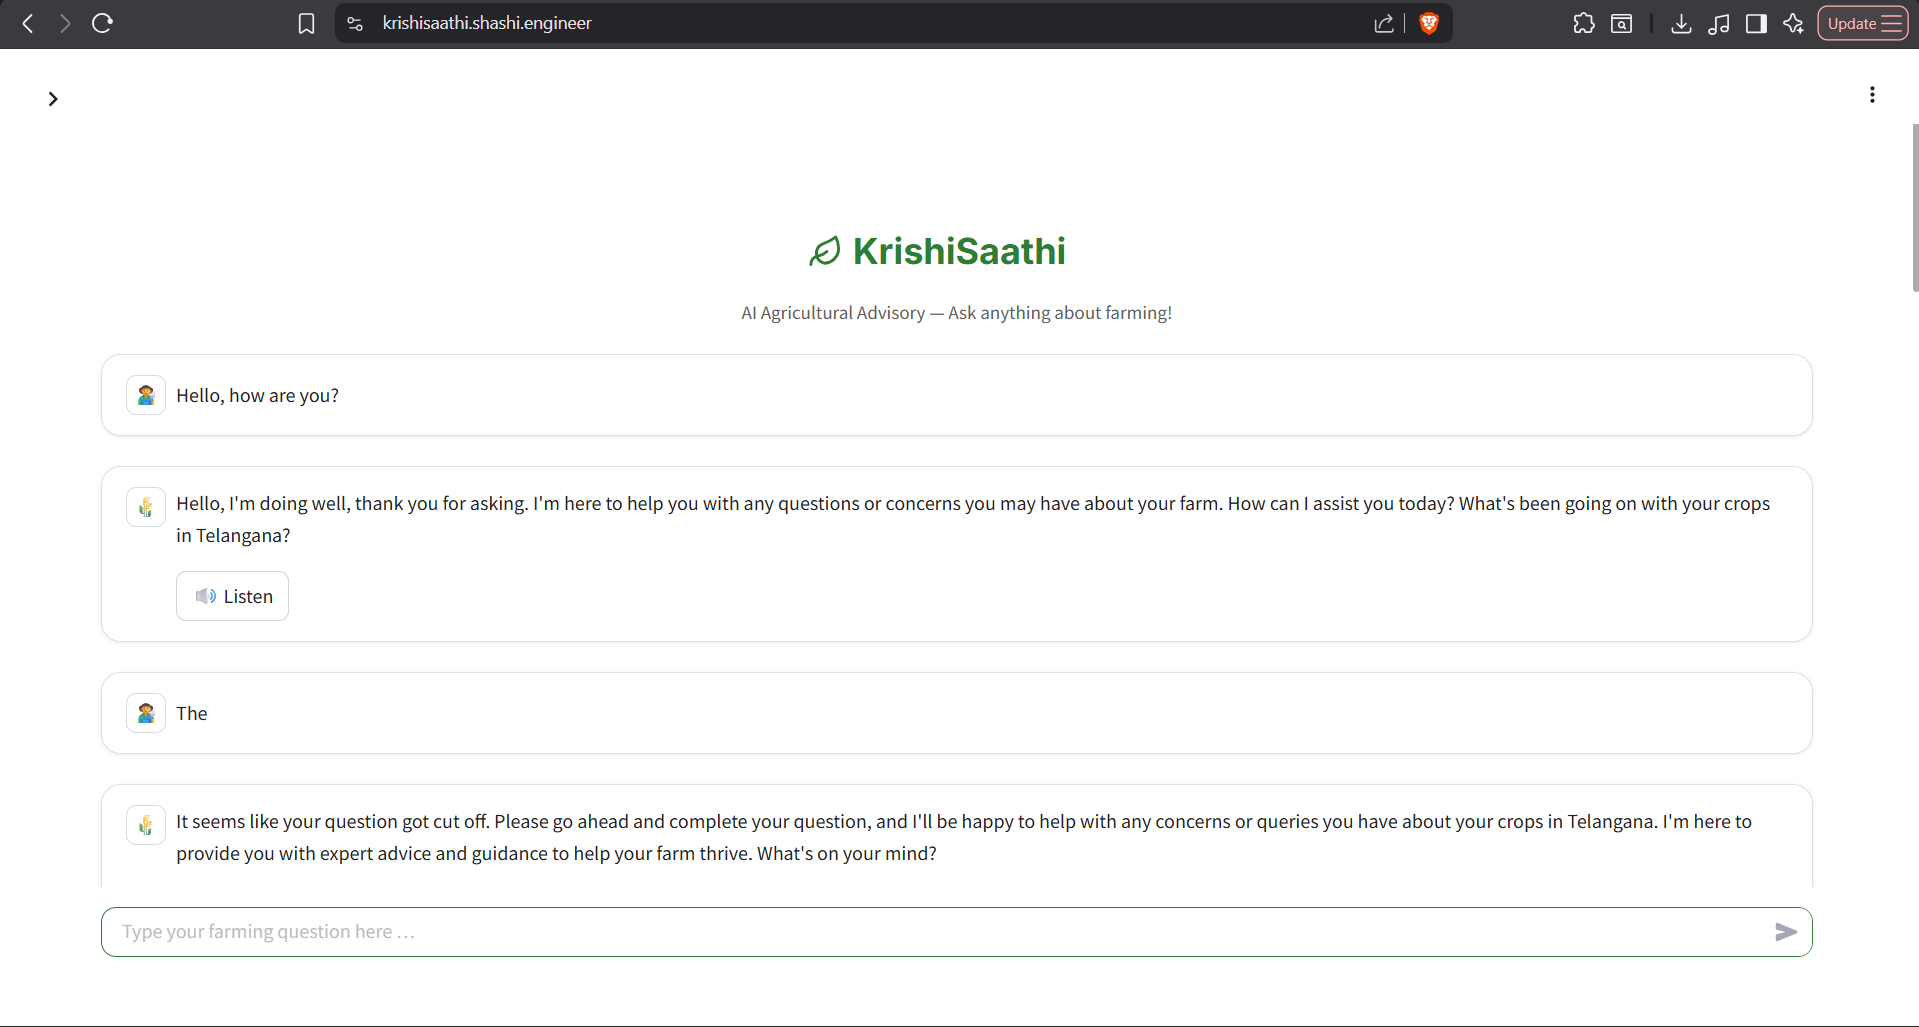 krishisaathi.shashi.engineer
Update
KrishiSaathi
AI Agricultural Advisory — Ask anything about farming!
Hello, how are you?
Hello, I'm doing well, thank you for asking. I'm here to help you with any questions or concerns you may have about your farm. How can I assist you today? What's been going on with your crops
in Telangana?
Listen
The
It seems like your question got cut off. Please go ahead and complete your question, and I'll be happy to help with any concerns or queries you have about your crops in Telangana. I'm here to
provide you with expert advice and guidance to help your farm thrive. What's on your mind?
Type your farming question here ...